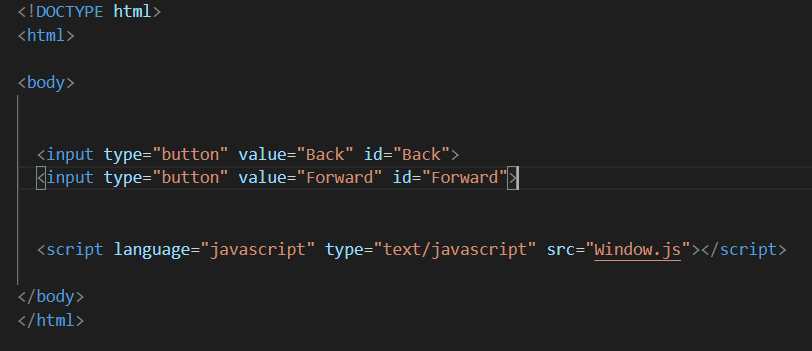 <!DOCTYPE html>
<html>
<body>
<input type="button" value="Back" id="Back">
<input type="button" value="Forward" id="Forward">
<script language="javascript" type="text/javascript" src="Window.js"></script>
</body>
</html>